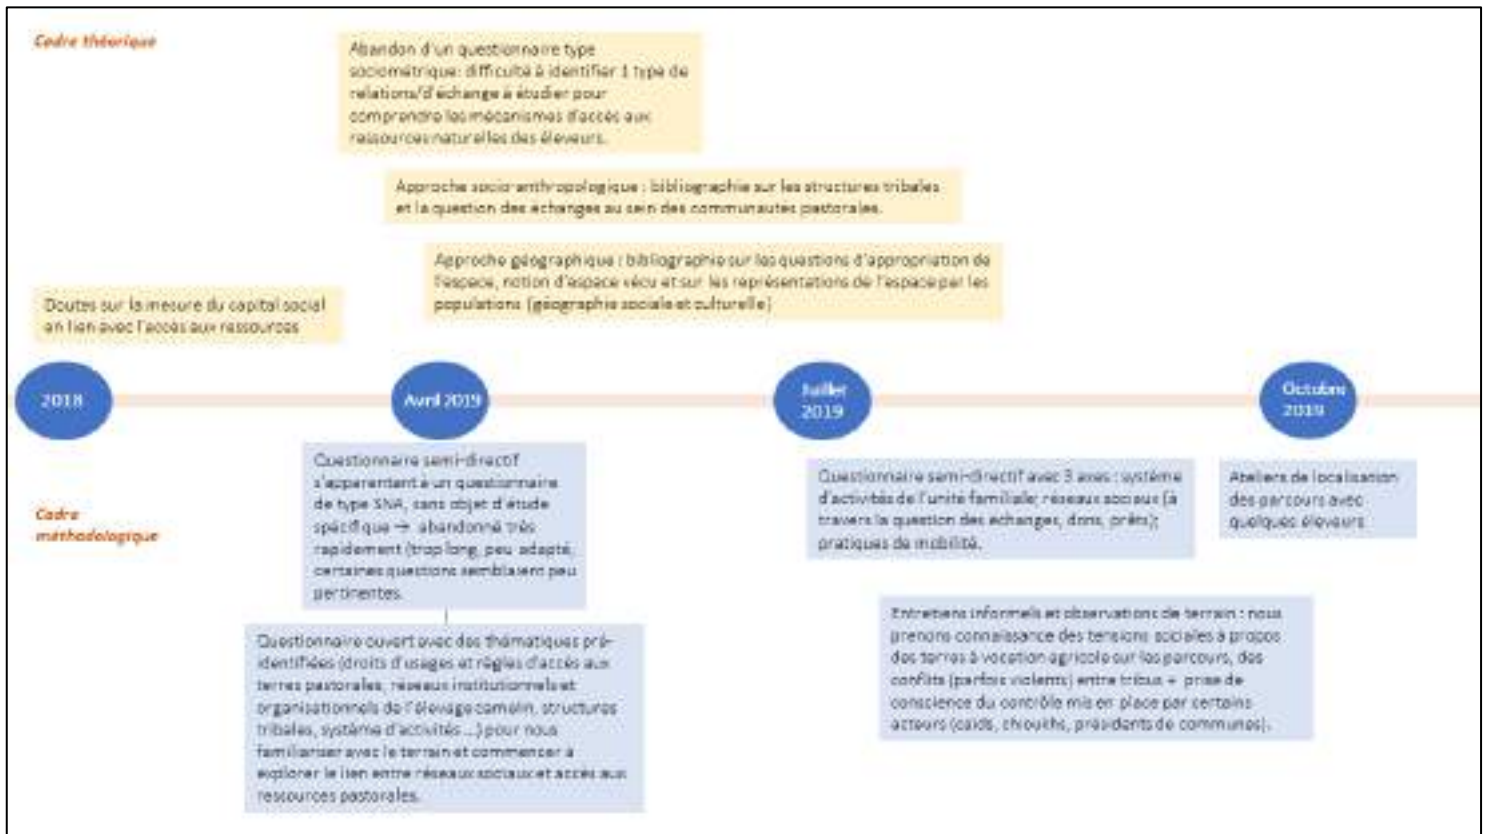 Cadre théorique
Abandon d'un questionnaire type
sociométrique: difficulté à identifier 1 type de
relations/d'échange à étudier pour
comprendre les mécanismes d'accès aux
ressources naturelles des éleveurs.
Approche socio-anthropologique : bibliographie sur les structures tribales
et la question des échanges au sein des communautés pastorales.
Approche géographique : bibliographie sur les questions d'appropriation de
l'espace, notion d'espace vécu et sur les représentations de l'espace par les
populations (géographie sociale et culturelle)
Doutes sur la mesure du capital social
en lien avec l'accès aux ressources
2018
Avril 2019
Juillet
2019
Octobre
2019
Cadre
méthodologique
Questionnaire semi-directif
s'apparentant à un questionnaire
de type SNA, sans objet d'étude
spécifique → abandonné très
rapidement (trop long, peu adapté,
certaines questions semblaient peu
pertinentes.
Questionnaire ouvert avec des thématiques pré-
identifiées (droits d'usages et règles d'accès aux
terres pastorales, réseaux institutionnels et
organisationnels de l'élevage camelin, structures
tribales, système d'activités ...) pour nous
familiariser avec le terrain et commencer à
explorer le lien entre réseaux sociaux et accès aux
ressources pastorales.
Questionnaire semi-directif avec 3 axes : système
d'activités de l'unité familiale; réseaux sociaux (à
travers la question des échanges, dons, prêts);
pratiques de mobilité.
Entretiens informels et observations de terrain : nous
prenons connaissance des tensions sociales à propos
des terres à vocation agricole sur les parcours, des
conflits (parfois violents) entre tribus + prise de
conscience du contrôle mis en place par certains
acteurs (caïds, chioukhs, présidents de communes).
Ateliers de localisation
des parcours avec
quelques éleveurs